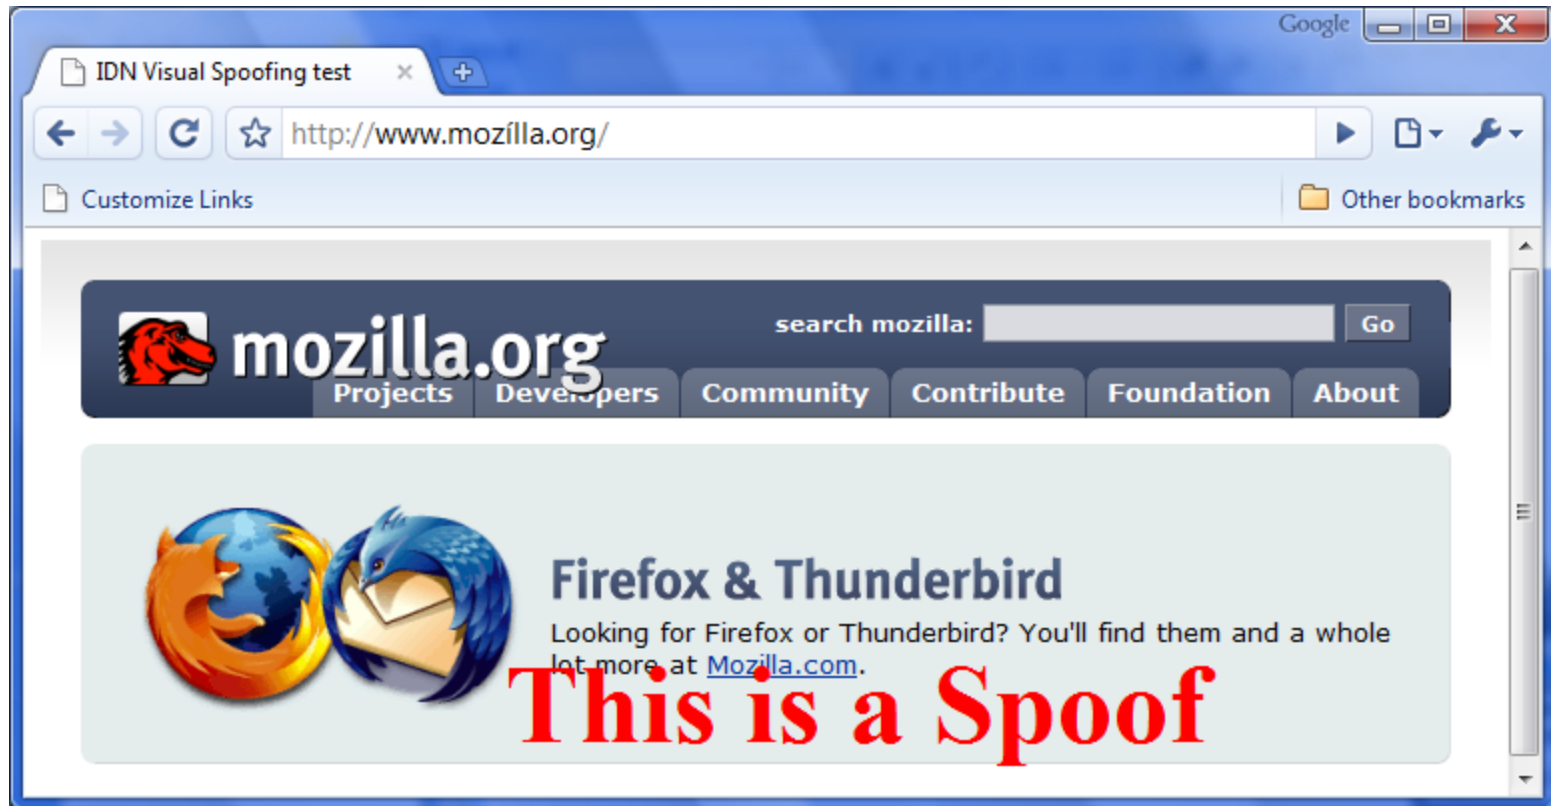 Google
IDN Visual Spoofing test
http://www.mozílla.org/
Customize Links
Other bookmarks
mozilla.org
search mozilla: Go
Projects Developers Community Contribute Foundation About
Firefox & Thunderbird
Looking for Firefox or Thunderbird? You'll find them and a whole
lot more at Mozilla.com.
This is a Spoof